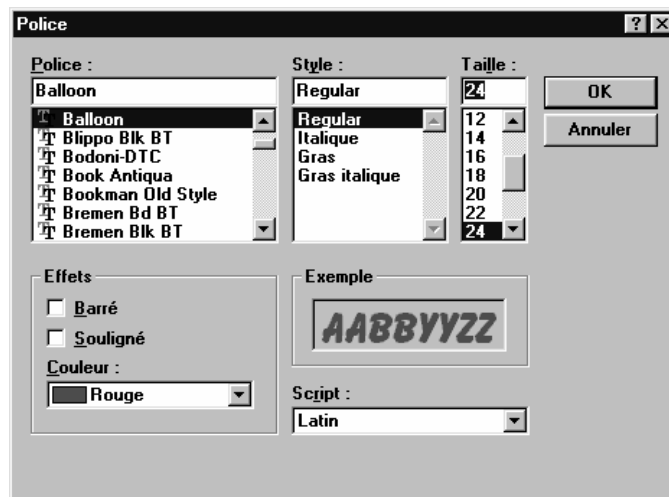 Police
Police :
Balloon
Balloon
Blippo Blk BT
Bodoni-DTC
Book Antiqua
Bookman Old Style
Bremen Bd BT
Bremen Blk BT
Style :
Regular
Regular
Italique
Gras
Gras italique
Taille :
24
12
14
16
18
20
22
24
OK
Annuler
Effets
Barré
Souligné
Couleur :
Rouge
Exemple
AABBYYZZ
Script :
Latin